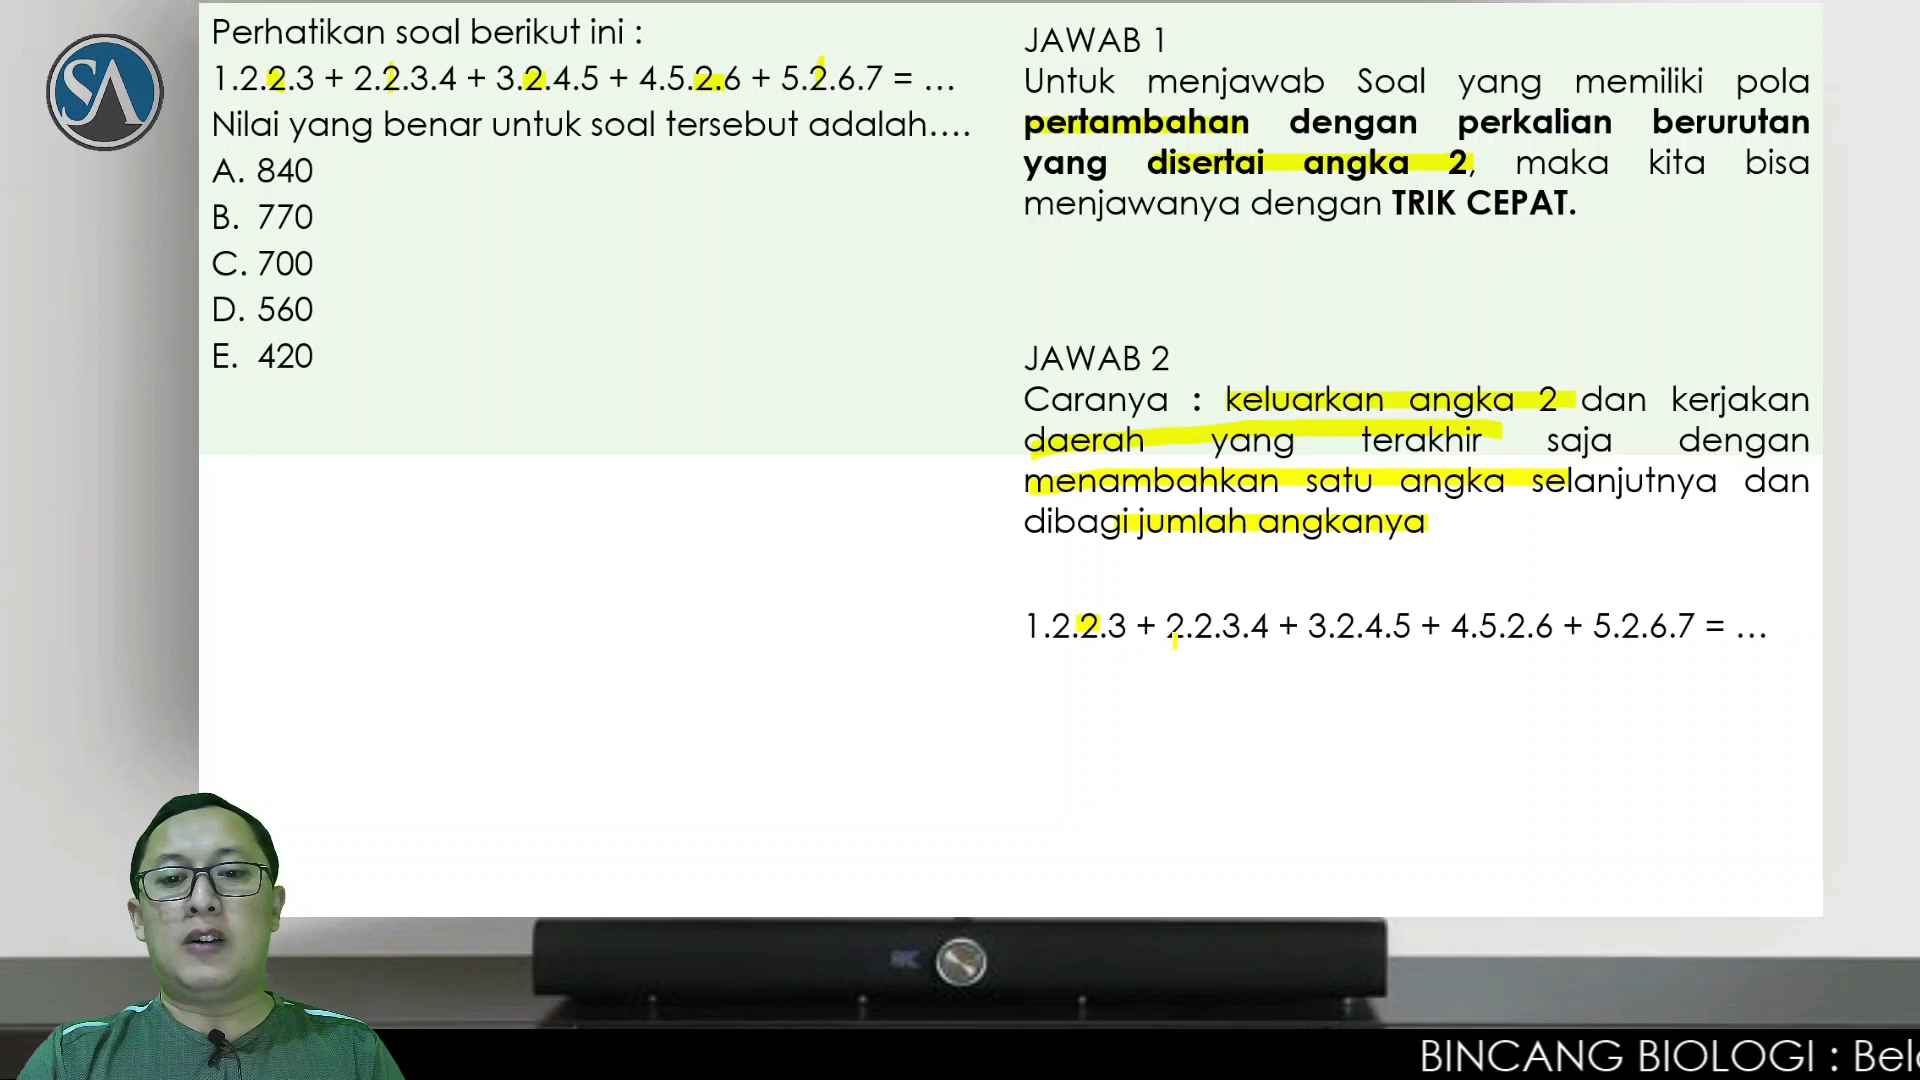 SA
Perhatikan soal berikut ini :
1.2.2.3 + 2.2.3.4 + 3.2.4.5 + 4.5.2.6 + 5.2.6.7 = ...
Nilai yang benar untuk soal tersebut adalah....
A. 840
B. 770
C. 700
D. 560
E. 420
JAWAB 1
Untuk menjawab Soal yang memiliki pola
pertambahan dengan perkalian berurutan
yang disertai angka 2, maka kita bisa
menjawanya dengan TRIK CEPAT.
JAWAB 2
Caranya : keluarkan angka 2 dan kerjakan
daerah yang terakhir saja dengan
menambahkan satu angka selanjutnya dan
dibagi jumlah angkanya
1.2.2.3 + 2.2.3.4 + 3.2.4.5 + 4.5.2.6 + 5.2.6.7 = ...
BINCANG BIOLOGI : Bel